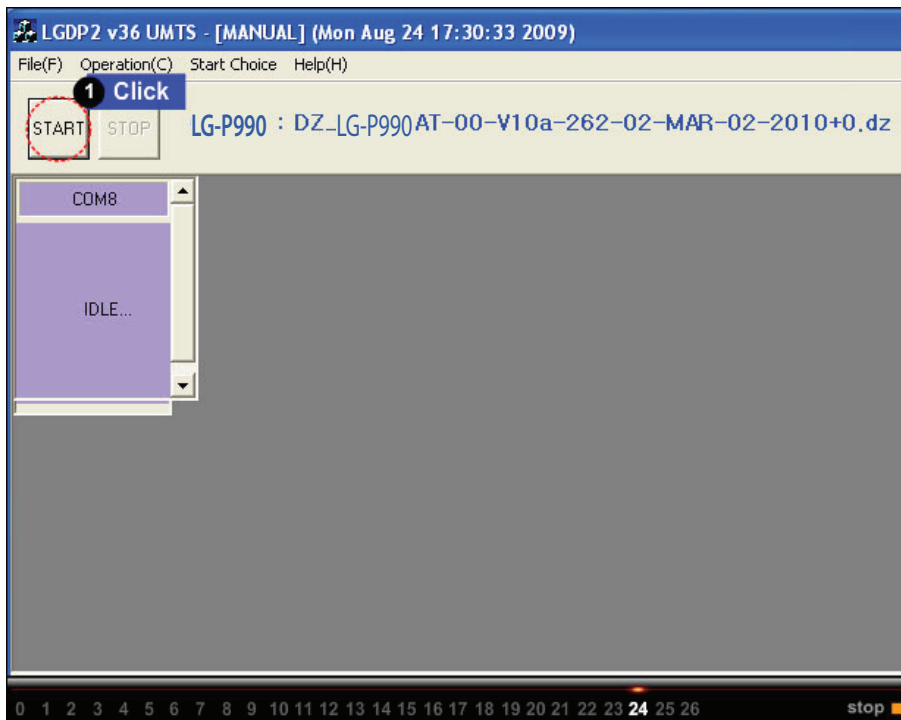 LGDP2 v36 UMTS - [MANUAL] (Mon Aug 24 17:30:33 2009)
File(F) Operation(C) Start Choice Help(H)
1 Click
START STOP LG-P990 : DZ_LG-P990AT-00-V10a-262-02-MAR-02-2010+0.dz
COM8
IDLE...
0 1 2 3 4 5 6 7 8 9 10 11 12 13 14 15 16 17 18 19 20 21 22 23 24 25 26 stop